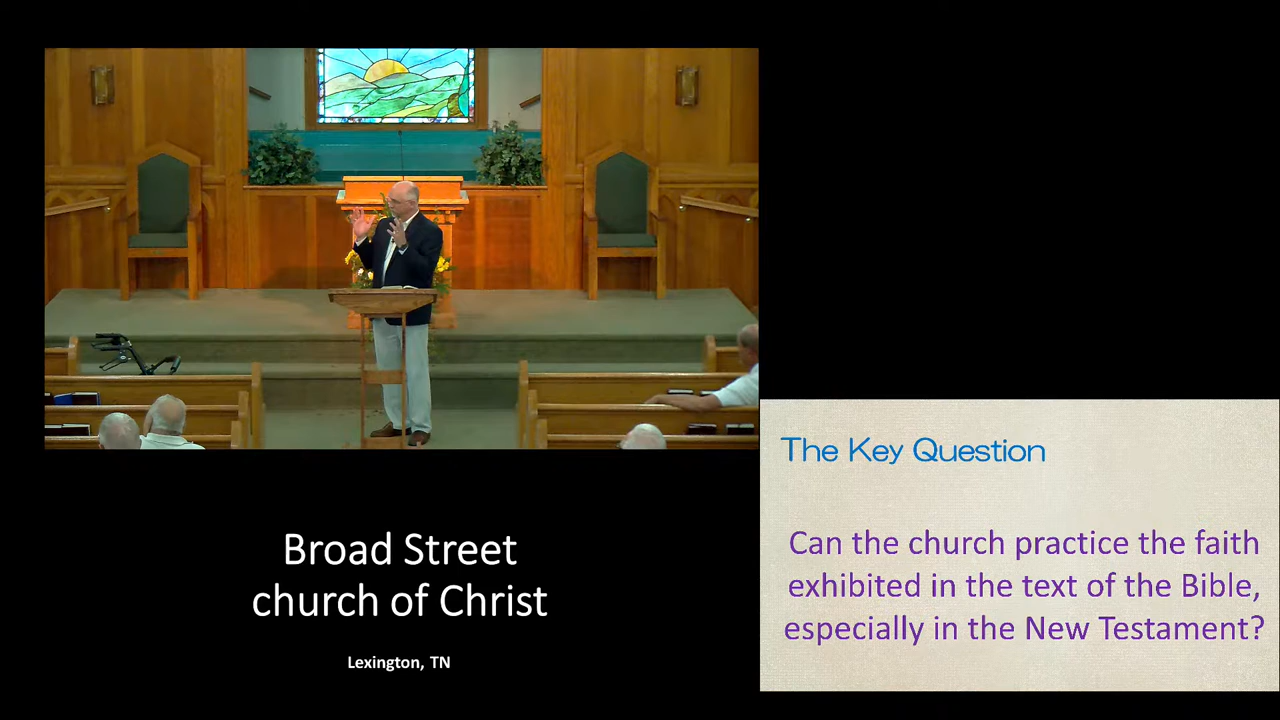 Broad Street
church of Christ
Lexington, TN
The Key Question
Can the church practice the faith
exhibited in the text of the Bible,
especially in the New Testament?